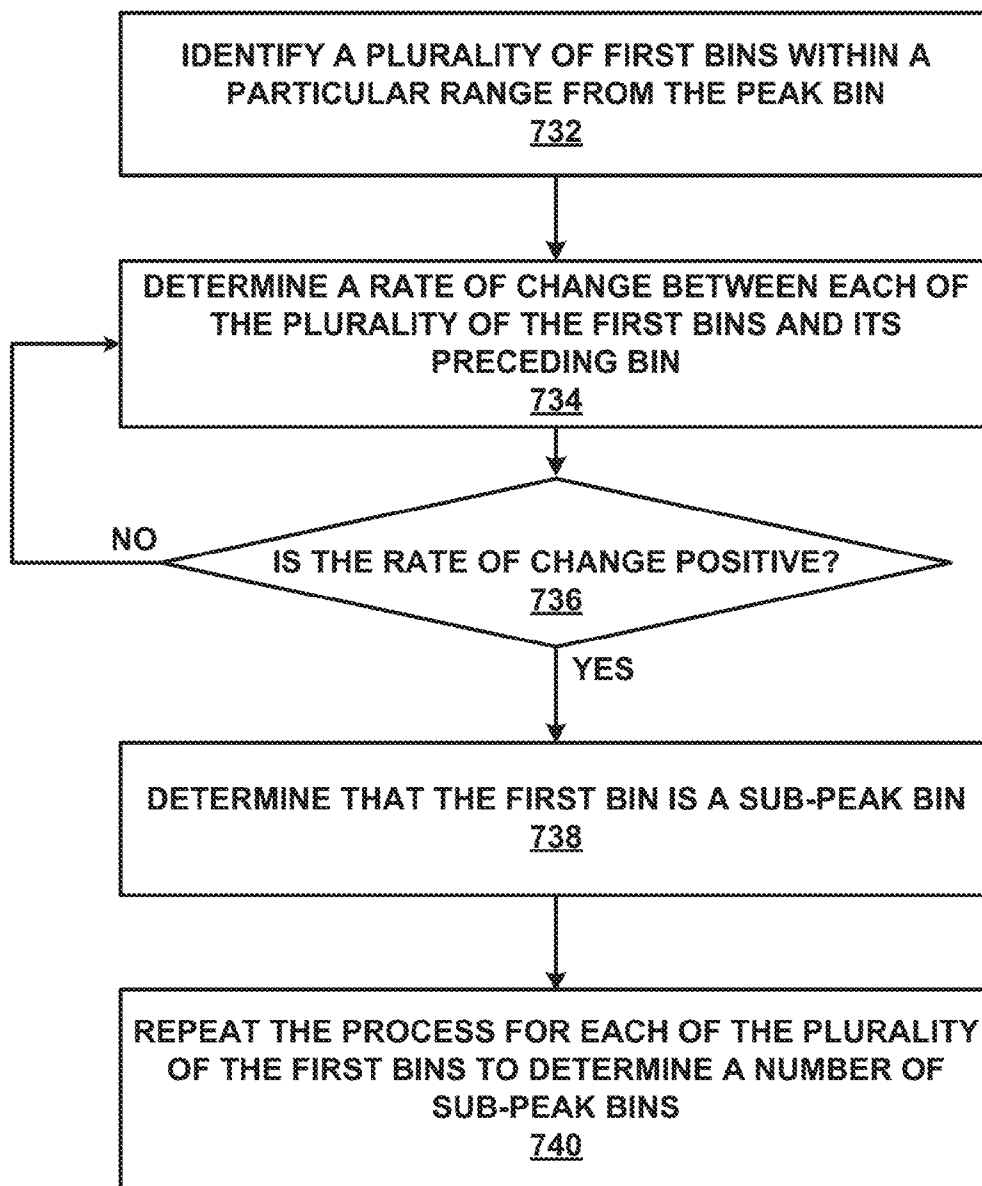 IDENTIFY A PLURALITY OF FIRST BINS WITHIN A
PARTICULAR RANGE FROM THE PEAK BIN
732
DETERMINE A RATE OF CHANGE BETWEEN EACH OF
THE PLURALITY OF THE FIRST BINS AND ITS
PRECEDING BIN
734
NO
IS THE RATE OF CHANGE POSITIVE?
736
YES
DETERMINE THAT THE FIRST BIN IS A SUB-PEAK BIN
738
REPEAT THE PROCESS FOR EACH OF THE PLURALITY
OF THE FIRST BINS TO DETERMINE A NUMBER OF
SUB-PEAK BINS
740